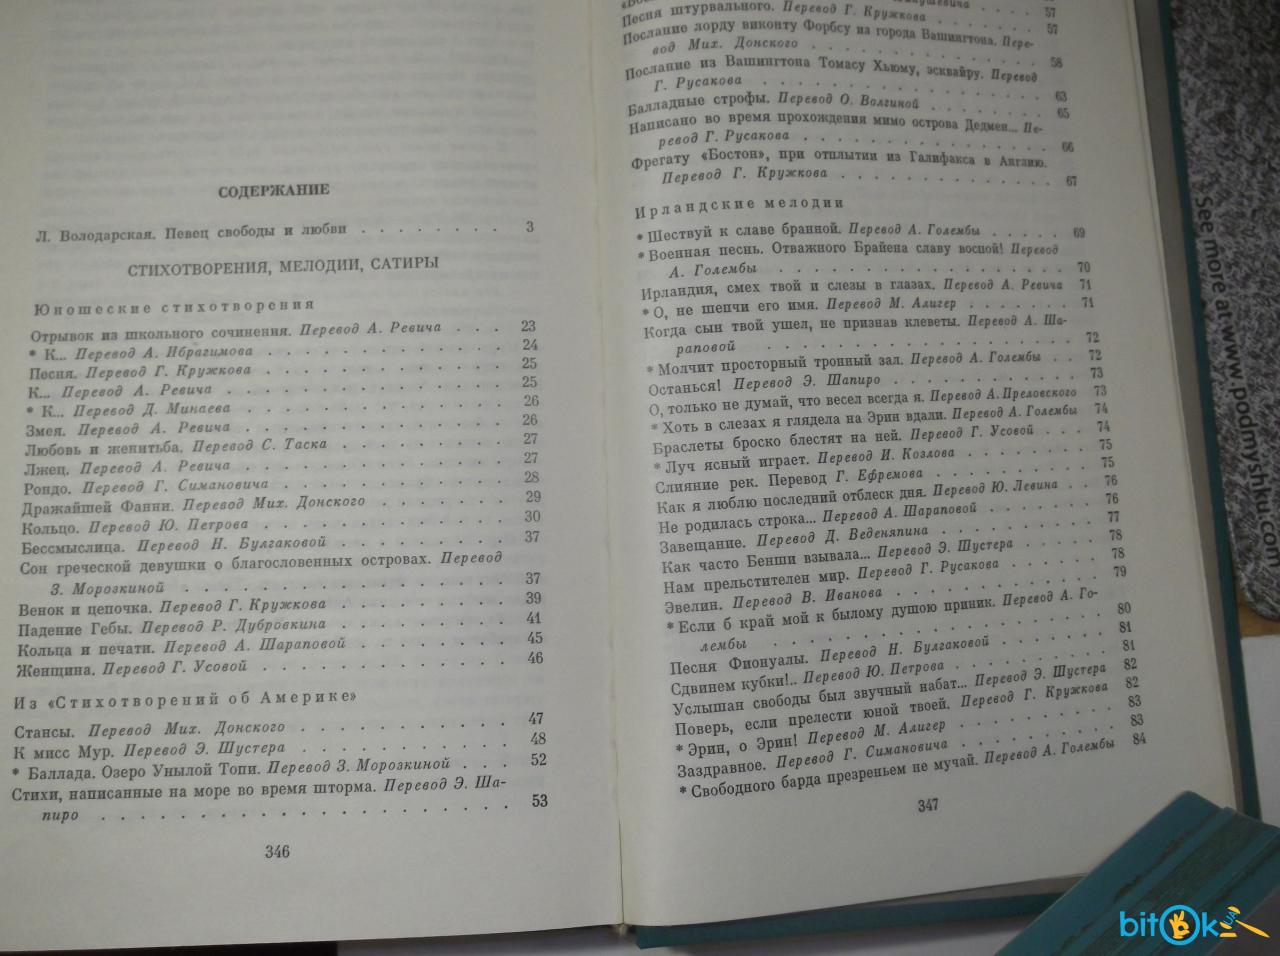 СОДЕРЖАНИЕ
Л. Володарская. Певец свободы и любви . . . . . . . . 3
СТИХОТВОРЕНИЯ, МЕЛОДИИ, САТИРЫ
Юношеские стихотворения
Отрывок из школьного сочинения. Перевод А. Ревича . . . 23
* К... Перевод А. Ибрагимова . . . . . . . . . . . 24
Песня. Перевод Г. Кружкова . . . . . . . . . . . 25
К... Перевод А. Ревича . . . . . . . . . . . . . 25
* К... Перевод Д. Минаева . . . . . . . . . . . . 26
Змея. Перевод А. Ревича . . . . . . . . . . . . 26
Любовь и женитьба. Перевод С. Таска . . . . . . . . 27
Лжец. Перевод А. Ревича . . . . . . . . . . . . 27
Рондо. Перевод Г. Симановича . . . . . . . . . . 28
Дражайшей Фанни. Перевод Мих. Донского . . . . . . 29
Кольцо. Перевод Ю. Петрова . . . . . . . . . . . 30
Бессмыслица. Перевод Н. Булгаковой . . . . . . . . 37
Сон греческой девушки о благословенных островах. Перевод
З. Морозкиной . . . . . . . . . . . . . . 37
Венок и цепочка. Перевод Г. Кружкова . . . . . . . . 39
Падение Гебы. Перевод Р. Дубровкина . . . . . . . . 41
Кольца и печати. Перевод А. Шараповой . . . . . . . 45
Женщина. Перевод Г. Усовой . . . . . . . . . . . 46
Из «Стихотворений об Америке»
Стансы. Перевод Мих. Донского . . . . . . . . . . 47
К мисс Мур. Перевод Э. Шустера . . . . . . . . . . 48
* Баллада. Озеро Унылой Топи. Перевод З. Морозкиной . . . 52
Стихи, написанные на море во время шторма. Перевод Э. Ша-
пиро . . . . . . . . . . . . . . . . . 53
346
57
Песня штурвального. Перевод Г. Кружкова . . . . . . 57
Послание лорду виконту Форбсу из города Вашингтона. Пере-
вод Мих. Донского . . . . . . . . . . . . 58
Послание из Вашингтона Томасу Хьюму, эсквайру. Перевод
Г. Русакова . . . . . . . . . . . . . . 63
Балладные строфы. Перевод О. Волгиной . . . . . . . 65
Написано во время прохождения мимо острова Дедмен... Пе-
ревод Г. Русакова . . . . . . . . . . . . 66
Фрегату «Бостон», при отплытии из Галифакса в Англию.
Перевод Г. Кружкова . . . . . . . . . . . 67
Ирландские мелодии
* Шествуй к славе бранной. Перевод А. Голембы . . . . . 69
* Военная песнь. Отважного Брайена славу воспой! Перевод
А. Голембы . . . . . . . . . . . . . . . 70
Ирландия, смех твой и слезы в глазах. Перевод А. Ревича 71
* О, не шепчи его имя. Перевод М. Алигер . . . . . . . 71
Когда сын твой ушел, не признав клеветы. Перевод А. Ша-
раповой . . . . . . . . . . . . . . . . 72
* Молчит просторный тронный зал. Перевод А. Голембы . . 72
Останься! Перевод Э. Шапиро . . . . . . . . . . . 73
О, только не думай, что весел всегда я. Перевод А. Преловского 73
* Хоть в слезах я глядела на Эрин вдали. Перевод А. Голембы 74
Браслеты броско блестят на ней. Перевод Г. Усовой . . . 74
* Луч ясный играет. Перевод И. Козлова . . . . . . . 75
Слияние рек. Перевод Г. Ефремова . . . . . . . . . 75
Как я люблю последний отблеск дня. Перевод Ю. Левина . . 76
Не родилась строка... Перевод А. Шараповой . . . . . 76
Завещание. Перевод Д. Веденяпина . . . . . . . . . 77
Как часто Бенши взывала... Перевод Э. Шустера . . . . 78
Нам прельстителен мир. Перевод Г. Русакова . . . . . 78
Эвелин. Перевод В. Иванова . . . . . . . . . . . 79
* Если б край мой к былому душою приник. Перевод А. Го-
лембы . . . . . . . . . . . . . . . . 80
Песня Фионуалы. Перевод Н. Булгаковой . . . . . . . 81
Сдвинем кубки!.. Перевод Ю. Петрова . . . . . . . . 81
Услышан свободы был звучный набат... Перевод Э. Шустера 82
Поверь, если прелести юной твоей. Перевод Г. Кружкова 82
* Эрин, о Эрин! Перевод М. Алигер . . . . . . . . . 83
Заздравное. Перевод Г. Симановича . . . . . . . . . 83
* Свободного барда презреньем не мучай. Перевод А. Голембы 84
347
See more at www.podmyshku.com
bitOk
UA